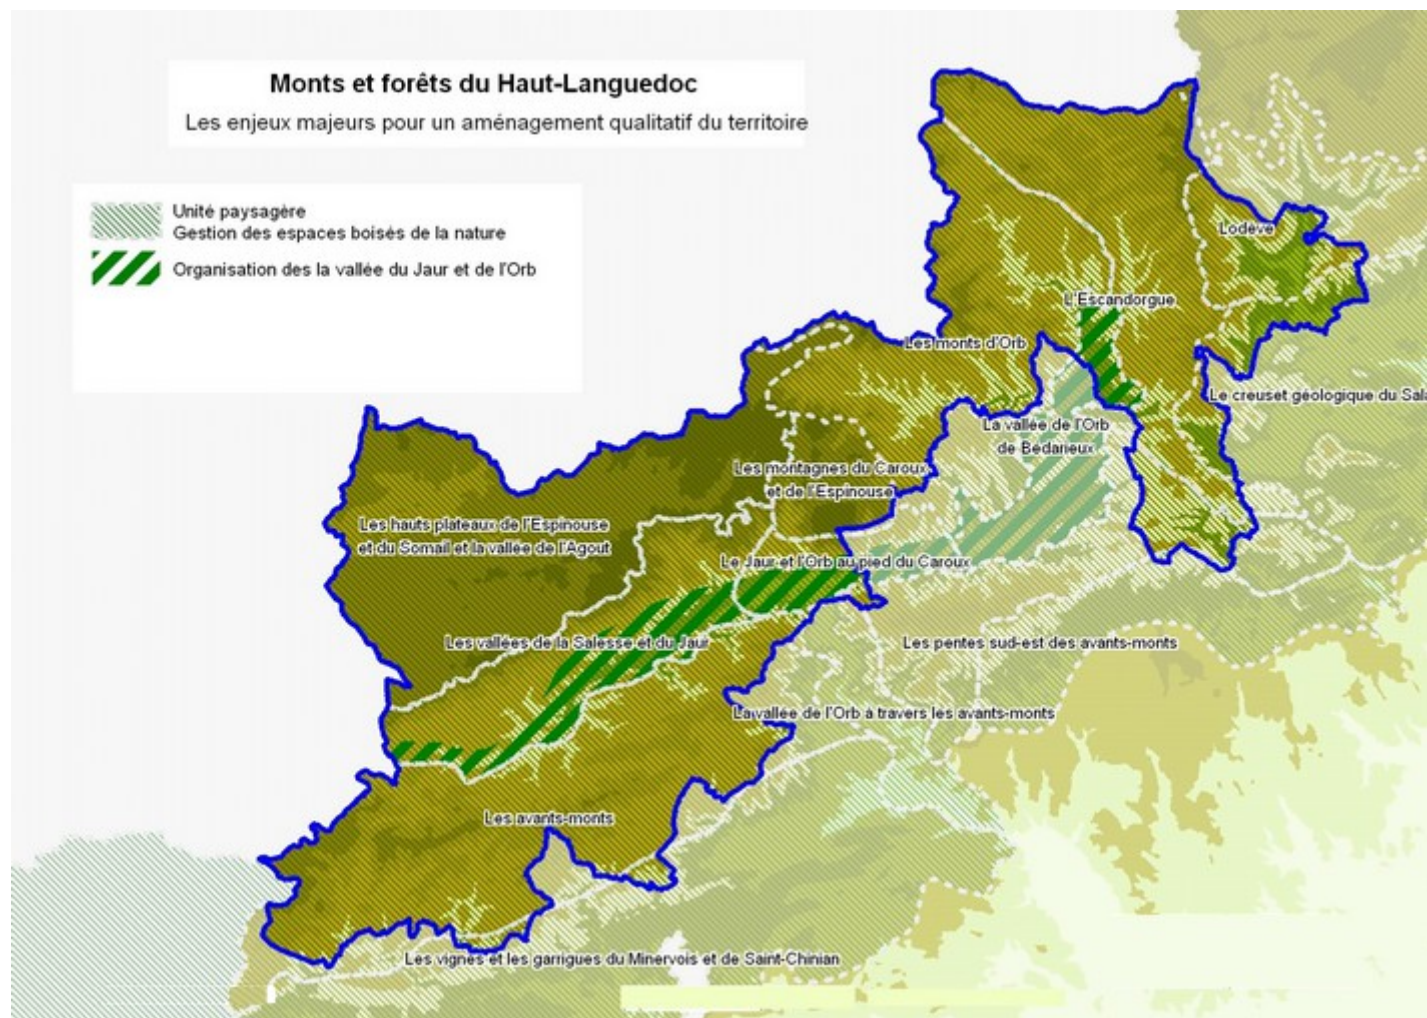 Monts et forêts du Haut-Languedoc
Les enjeux majeurs pour un aménagement qualitatif du territoire
Unité paysagère
Gestion des espaces boisés de la nature
Organisation des la vallée du Jaur et de l'Orb
Lodève
L'Escandorgue
Les monts d'Orb
Le creuset géologique du Sala
La vallée de l'Orb
de Bédarieux
Les montagnes du Caroux
et de l'Espinouse
Les hauts plateaux de l'Espinouse
et du Somail et la vallée de l'Agout
Le Jaur et l'Orb au pied du Caroux
Les vallées de la Salesse et du Jaur
Les pentes sud-est des avants-monts
La vallée de l'Orb à travers les avants-monts
Les avants-monts
Les vignes et les garrigues du Minervois et de Saint-Chinian